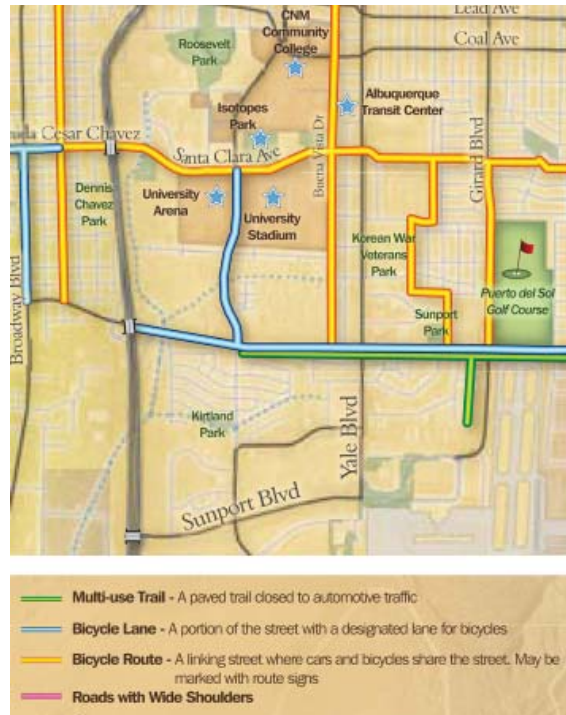 Lead Ave
CNM
Community
College
Coal Ave
Roosevelt
Park
Albuquerque
Transit Center
Isotopes
Park
Cesar Chavez
Santa Clara Ave
Buena Vista Dr
Girard Blvd
Dennis
Chavez
Park
University
Arena
University
Stadium
Korean War
Veterans
Park
Broadway Blvd
Puerto del Sol
Golf Course
Sunport
Park
Kirtland
Park
Yale Blvd
Sunport Blvd
Multi-use Trail - A paved trail closed to automotive traffic
Bicycle Lane - A portion of the street with a designated lane for bicycles
Bicycle Route - A linking street where cars and bicycles share the street. May be
marked with route signs
Roads with Wide Shoulders